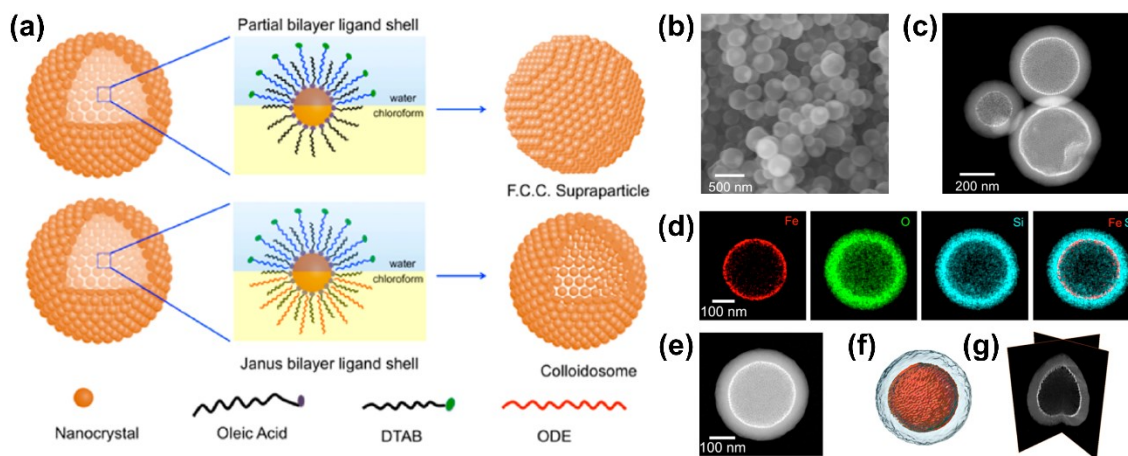 (a)
Partial bilayer ligand shell
water
chloroform
F.C.C. Supraparticle
water
chloroform
Janus bilayer ligand shell
Colloidosome
Nanocrystal
Oleic Acid
DTAB
ODE
(b)
500 nm
(c)
200 nm
(d)
Fe
O
Si
Fe S
100 nm
(e)
100 nm
(f)
(g)